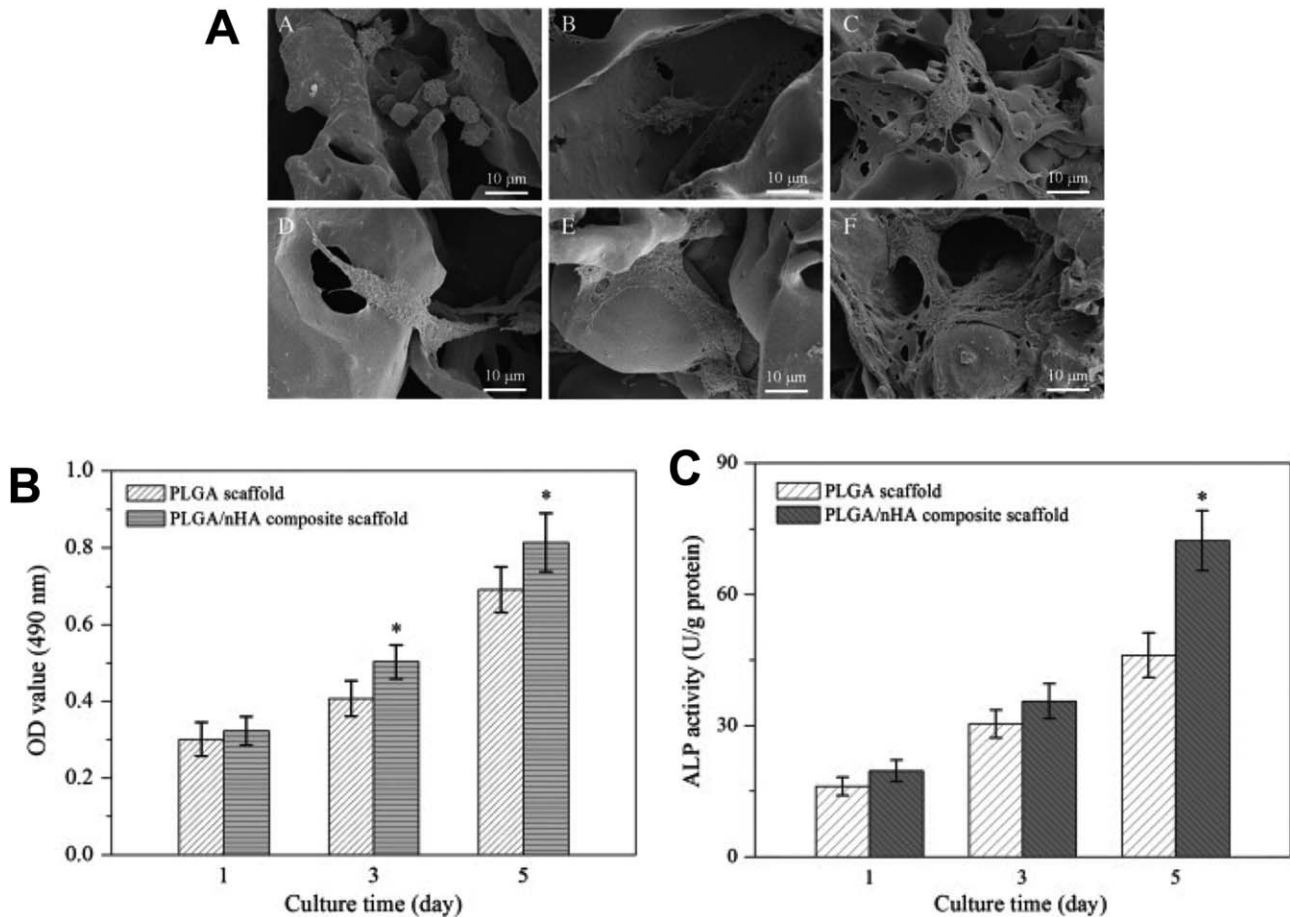 A
A
B
C
10 μm
10 μm
10 μm
D
E
F
10 μm
10 μm
10 μm
B
1.0
0.8
0.6
0.4
0.2
0.0
OD value (490 nm)
PLGA scaffold
PLGA/nHA composite scaffold
*
*
1
3
5
Culture time (day)
C
90
60
30
0
ALP activity (U/g protein)
PLGA scaffold
PLGA/nHA composite scaffold
*
1
3
5
Culture time (day)